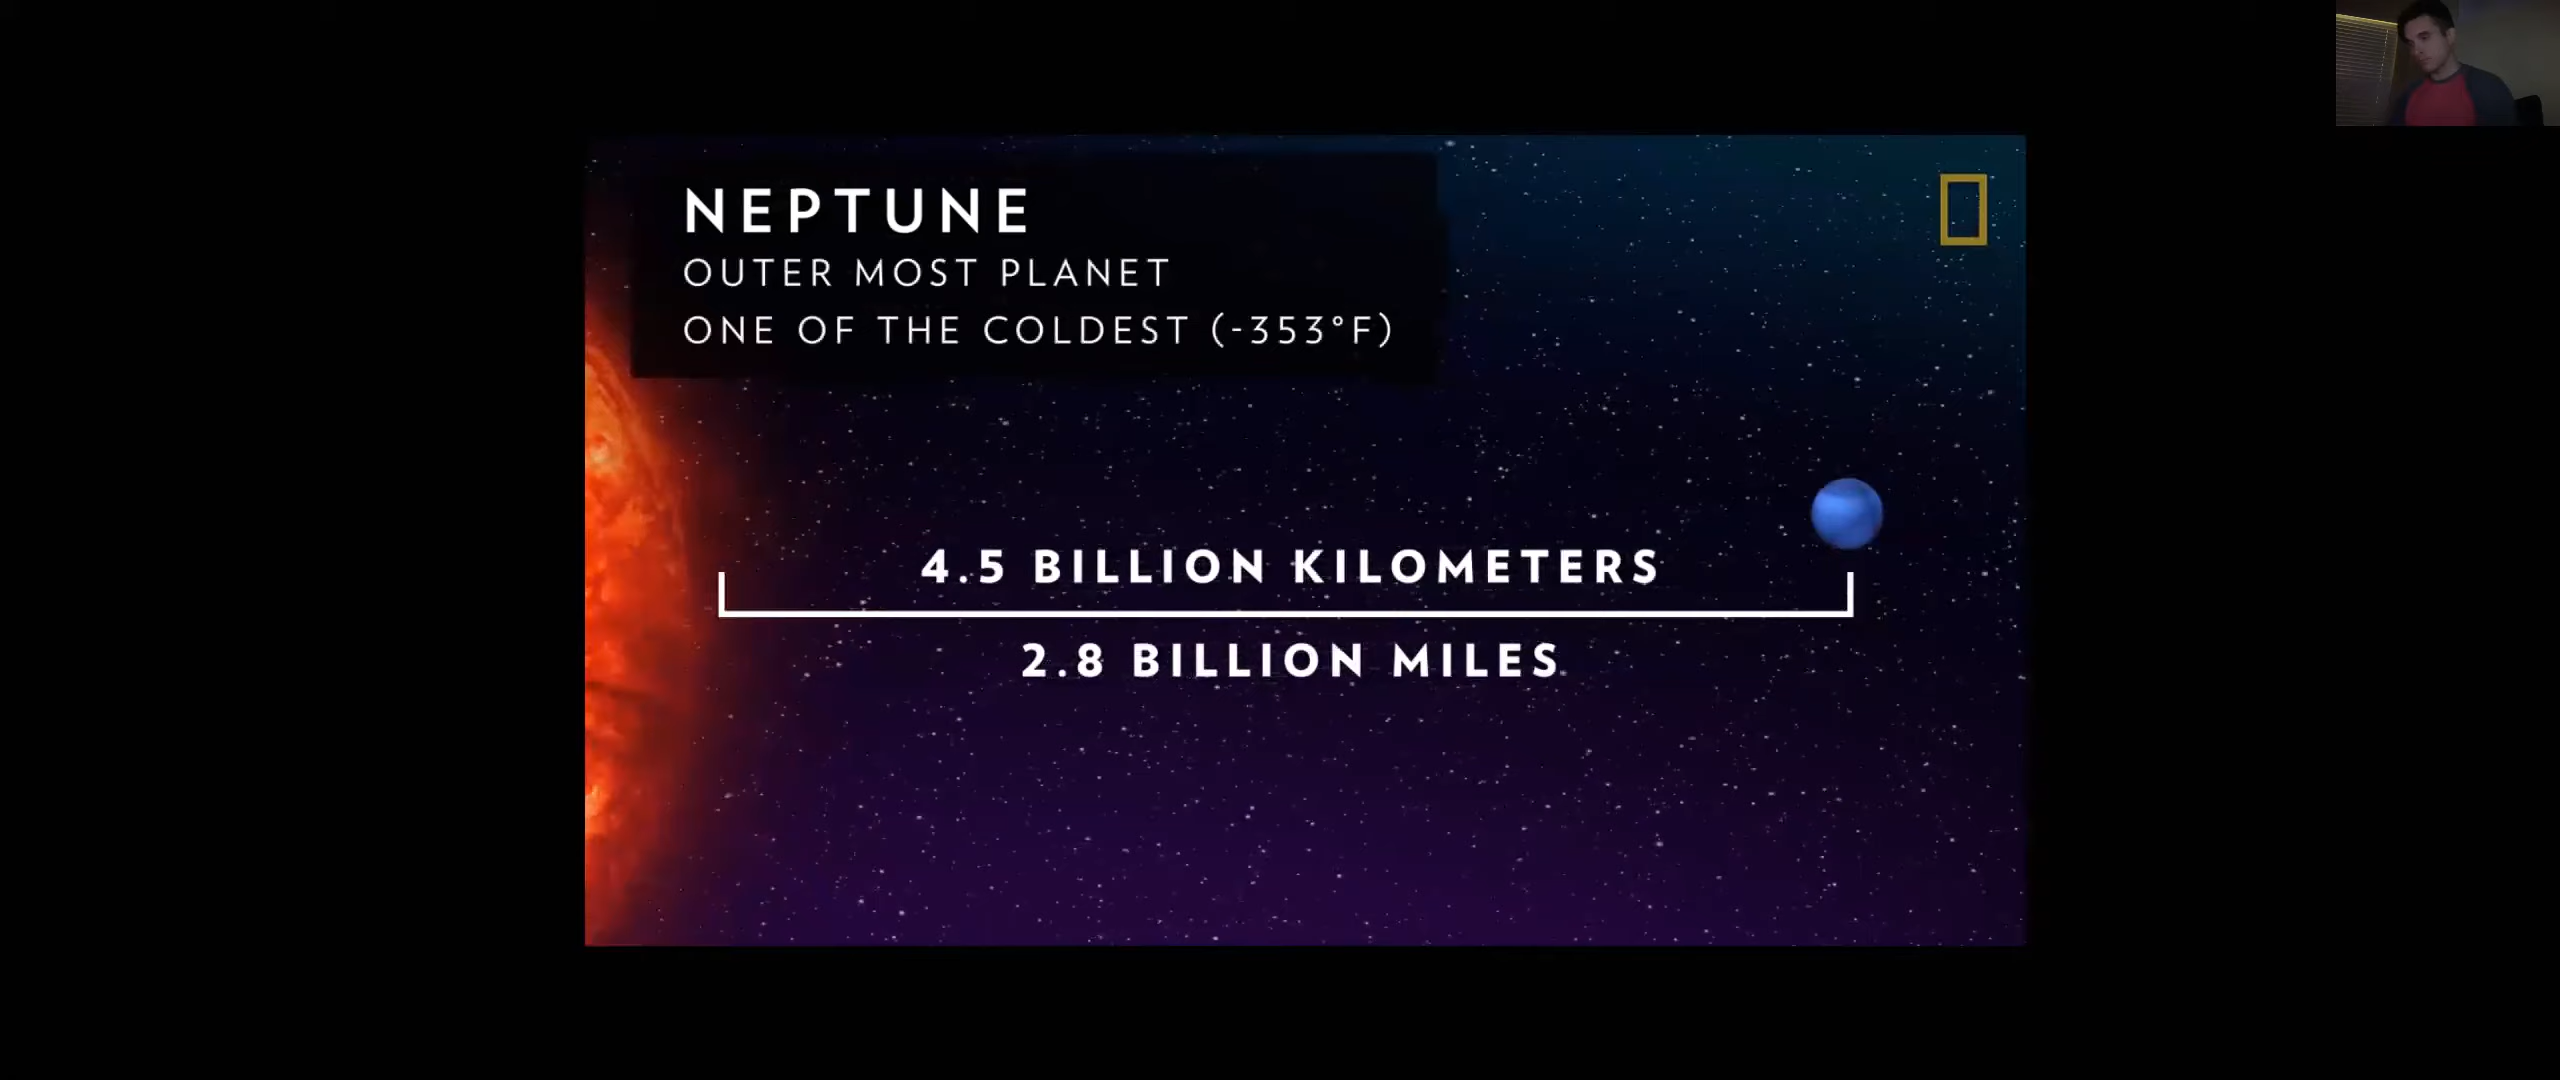 NEPTUNE
OUTER MOST PLANET
ONE OF THE COLDEST (-353°F)
4.5 BILLION KILOMETERS
2.8 BILLION MILES